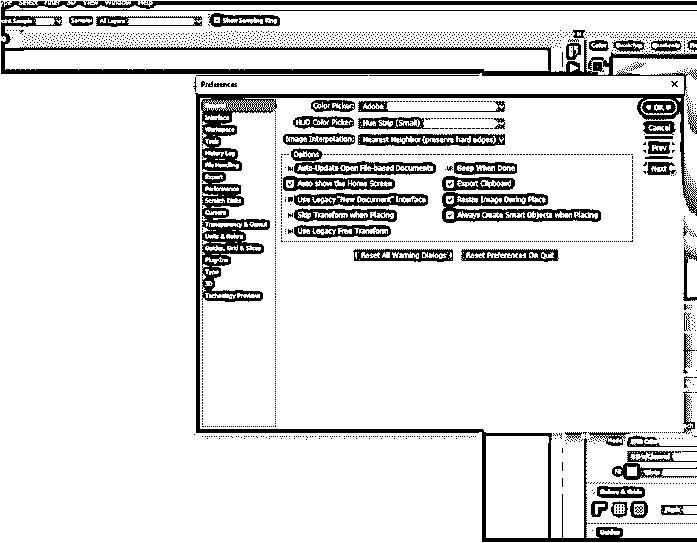 Select Filter 3D View Window Help
Sample: All Layers Show Sampling Ring
Color
Preferences
General
Interface
Workspace
Tools
History Log
File Handling
Export
Performance
Scratch Disks
Cursors
Transparency & Gamut
Units & Rulers
Guides, Grid & Slices
Plug-Ins
Type
3D
Technology Previews
Color Picker: Adobe
HUD Color Picker: Hue Strip (Small)
Image Interpolation: Nearest Neighbor (preserve hard edges)
Options
Auto-Update Open File-based Documents Beep When Done
Auto show the Home Screen Export Clipboard
Use Legacy "New Document" Interface Resize Image During Place
Skip Transform when Placing Always Create Smart Objects when Placing
Use Legacy Free Transform
Reset All Warning Dialogs Reset Preferences On Quit
OK
Cancel
Prev
Next
Rulers & Grids
Guides